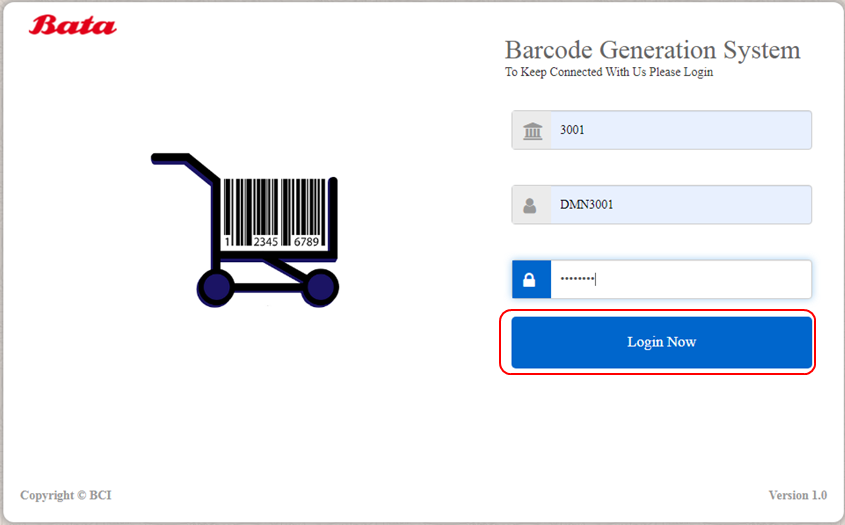 Bata
Barcode Generation System
To Keep Connected With Us Please Login
3001
DMN3001
••••••••
1 2345 6789
Login Now
Copyright © BCI
Version 1.0